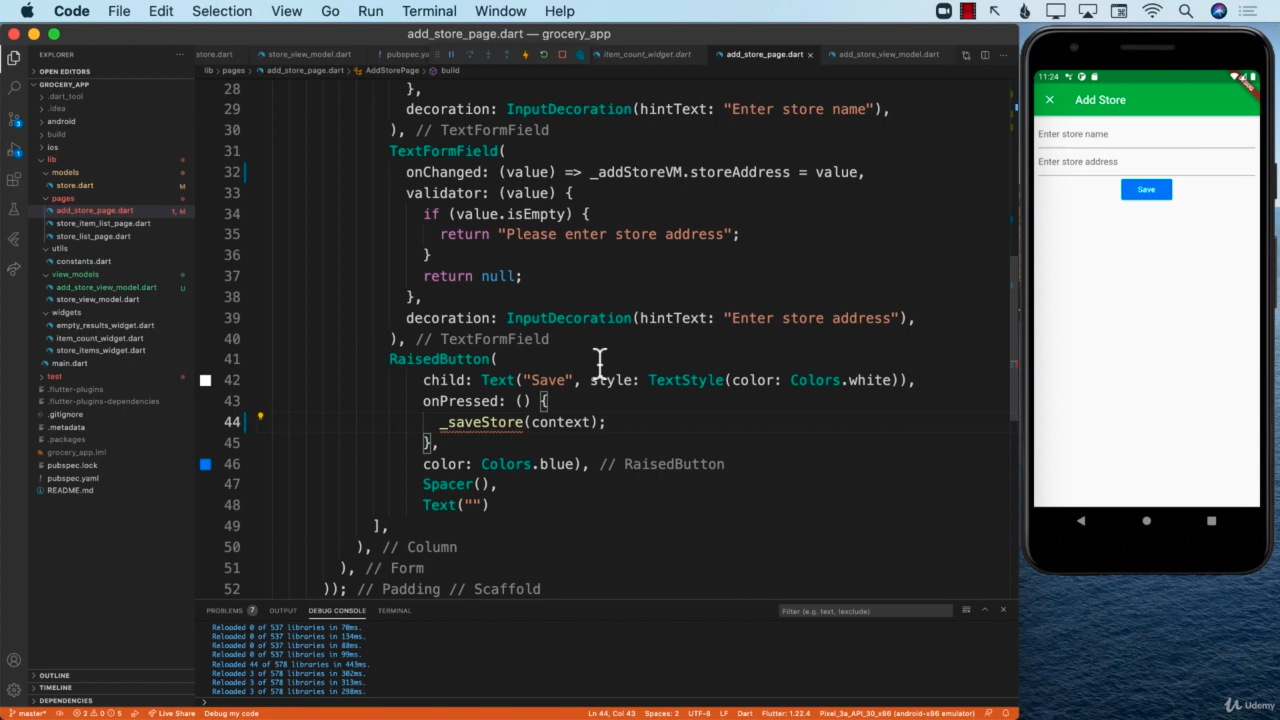 Code File Edit Selection View Go Run Terminal Window Help
add_store_page.dart — grocery_app
EXPLORER
store.dart
store_view_model.dart
pubspec.ya
item_count_widget.dart
add_store_page.dart
add_store_view_model.dart
lib > pages > add_store_page.dart > AddStorePage > build
OPEN EDITORS
GROCERY_APP
.dart_tool
.idea
android
build
ios
lib
models
store.dart M
pages
add_store_page.dart 1, M
store_item_list_page.dart
store_list_page.dart
utils
constants.dart
view_models
add_store_view_model.dart U
store_view_model.dart
widgets
empty_results_widget.dart
item_count_widget.dart
store_items_widget.dart
main.dart
test
.flutter-plugins
.flutter-plugins-dependencies
.gitignore
.metadata
.packages
grocery_app.iml
pubspec.lock
pubspec.yaml
README.md
OUTLINE
TIMELINE
DEPENDENCIES
28 },
29 decoration: InputDecoration(hintText: "Enter store name"),
30 ), // TextFormField
31 TextFormField(
32 onChanged: (value) => _addStoreVM.storeAddress = value,
33 validator: (value) {
34 if (value.isEmpty) {
35 return "Please enter store address";
36 }
37 return null;
38 },
39 decoration: InputDecoration(hintText: "Enter store address"),
40 ), // TextFormField
41 RaisedButton(
42 child: Text("Save", style: TextStyle(color: Colors.white)),
43 onPressed: () {
44 _saveStore(context);
45 },
46 color: Colors.blue), // RaisedButton
47 Spacer(),
48 Text("")
49 ],
50 ), // Column
51 ), // Form
52 )); // Padding // Scaffold
PROBLEMS 7 OUTPUT DEBUG CONSOLE TERMINAL
Filter (e.g. text, !exclude)
Reloaded 0 of 537 libraries in 70ms.
Reloaded 0 of 537 libraries in 134ms.
Reloaded 0 of 537 libraries in 88ms.
Reloaded 0 of 537 libraries in 99ms.
Reloaded 44 of 578 libraries in 443ms.
Reloaded 3 of 578 libraries in 302ms.
Reloaded 3 of 578 libraries in 313ms.
Reloaded 3 of 578 libraries in 298ms.
master* 2 0 5 Live Share Debug my code
Ln 44, Col 43 Spaces: 2 UTF-8 LF Dart Flutter: 1.22.4 Pixel_3a_API_30_x86 (android-x86 emulator)
11:24
Add Store
Enter store name
Enter store address
Save
Udemy